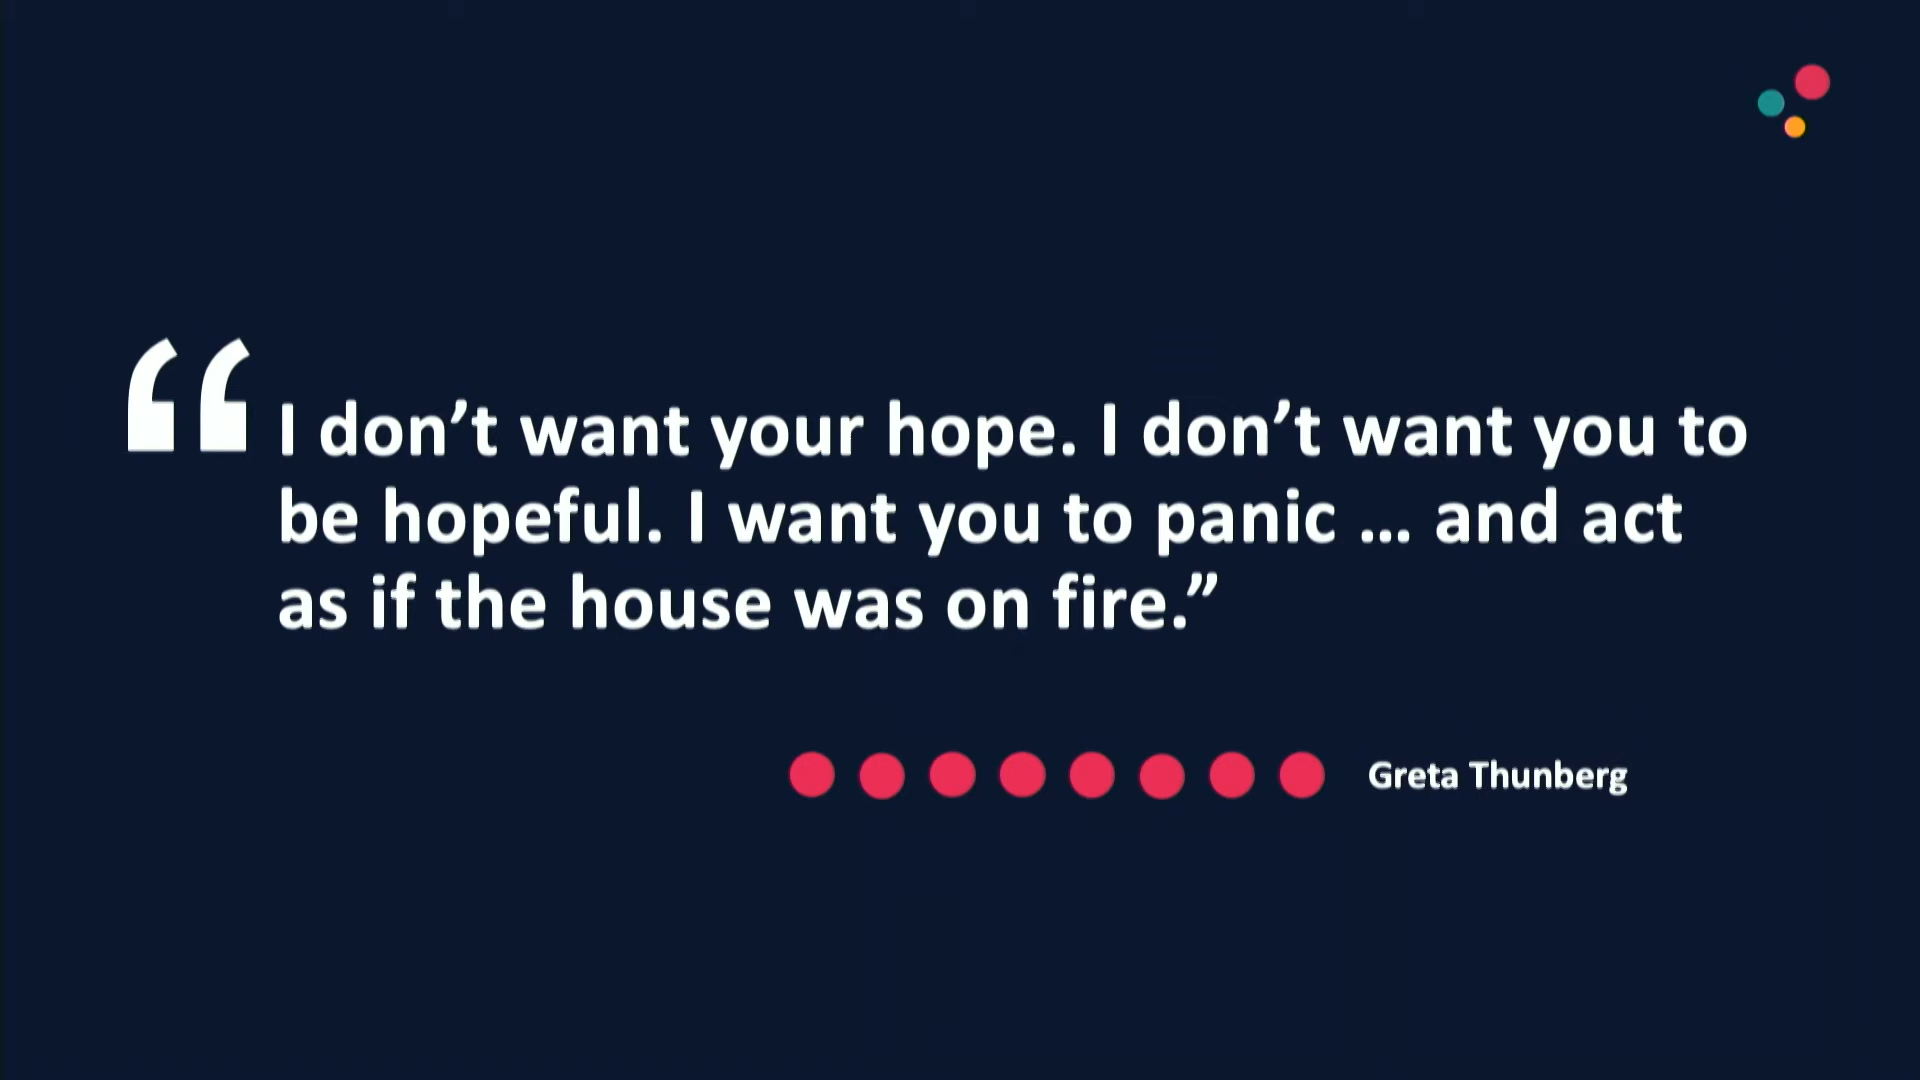 “I don’t want your hope. I don’t want you to
be hopeful. I want you to panic ... and act
as if the house was on fire.”
Greta Thunberg